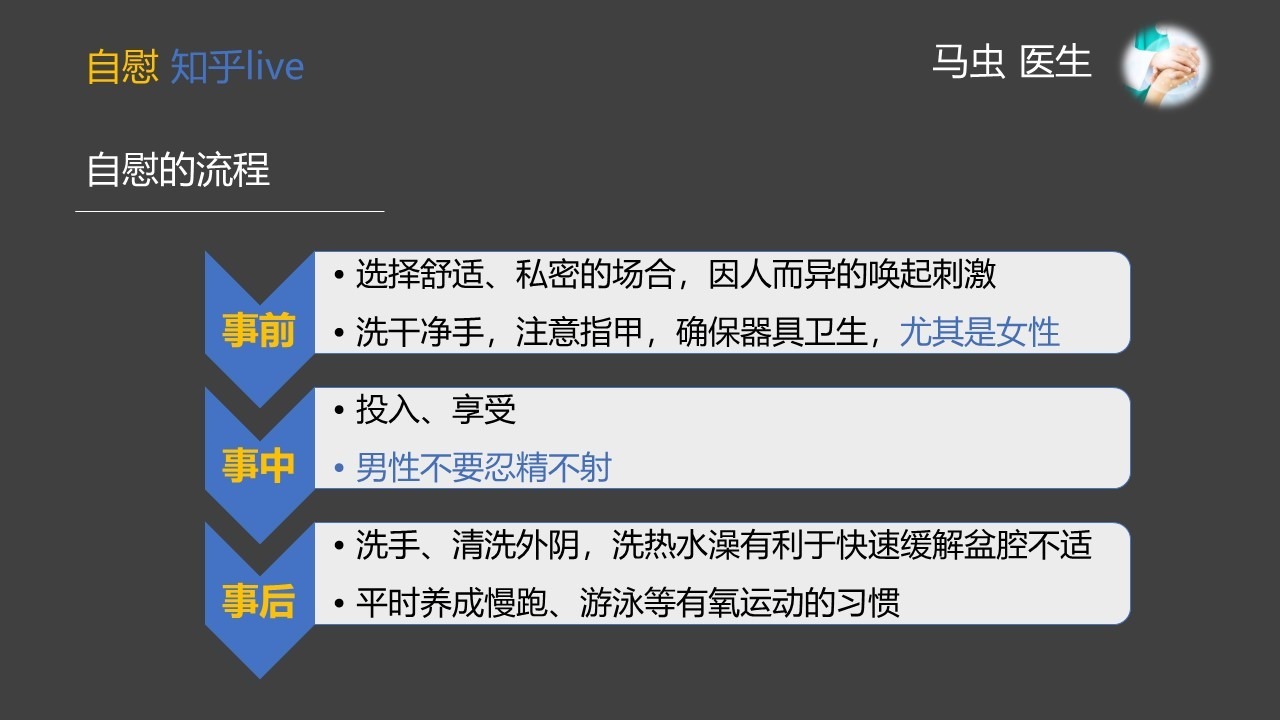 自慰 知乎live
马虫 医生
自慰的流程
事前
• 选择舒适、私密的场合，因人而异的唤起刺激
• 洗干净手，注意指甲，确保器具卫生，尤其是女性
事中
• 投入、享受
• 男性不要忍精不射
事后
• 洗手、清洗外阴，洗热水澡有利于快速缓解盆腔不适
• 平时养成慢跑、游泳等有氧运动的习惯